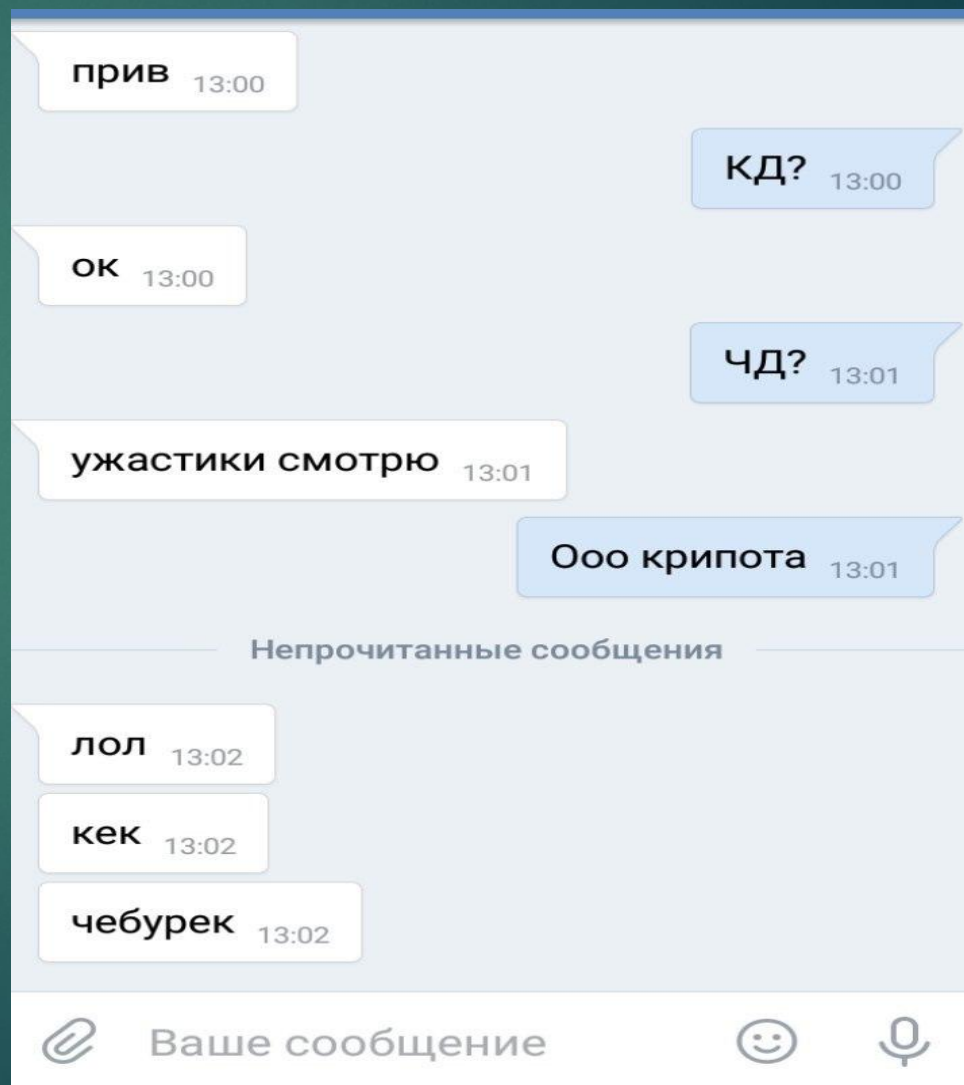 прив 13:00
КД? 13:00
ок 13:00
ЧД? 13:01
ужастики смотрю 13:01
Ооо крипота 13:01
Непрочитанные сообщения
лол 13:02
кек 13:02
чебурек 13:02
Ваше сообщение